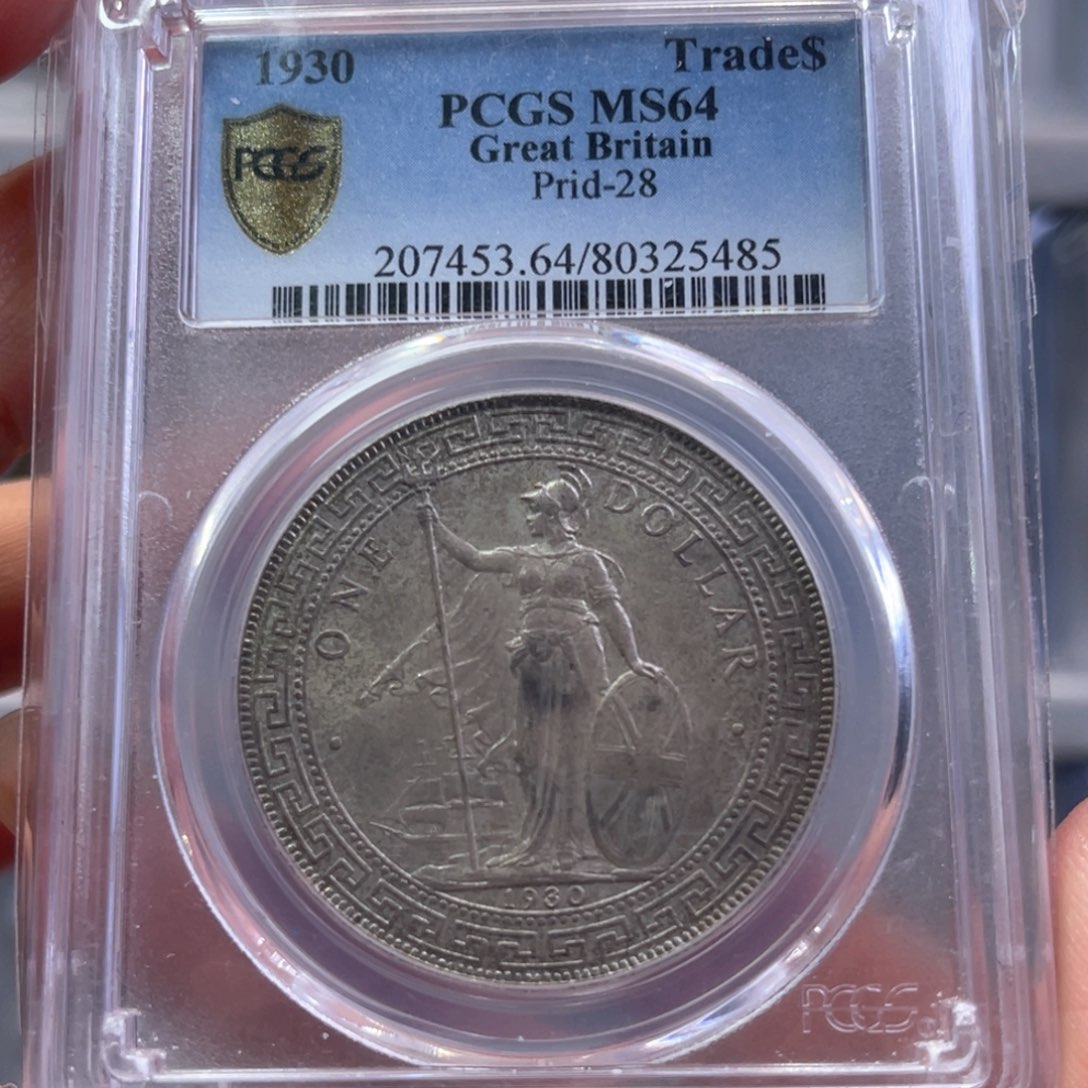 1930 Trade$
PCGS MS64
PCGS
Great Britain
Prid-28
207453.64/80325485
ONE DOLLAR
1930
PCGS